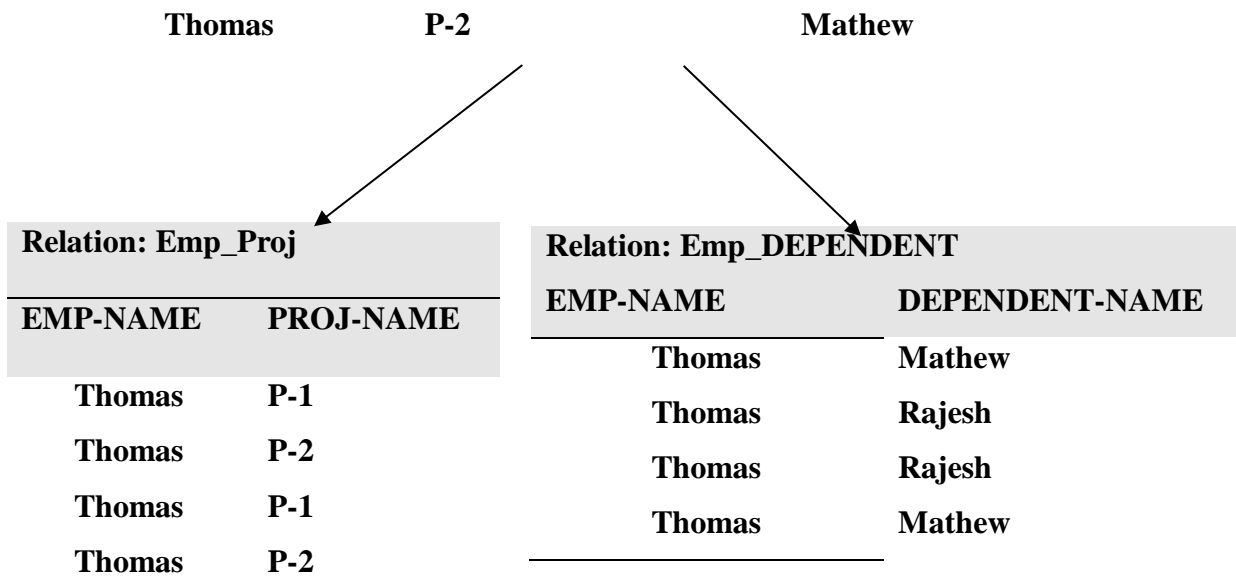 Thomas P-2 Mathew
Relation: Emp_Proj
EMP-NAME PROJ-NAME
Thomas P-1
Thomas P-2
Thomas P-1
Thomas P-2
Relation: Emp_DEPENDENT
EMP-NAME DEPENDENT-NAME
Thomas Mathew
Thomas Rajesh
Thomas Rajesh
Thomas Mathew